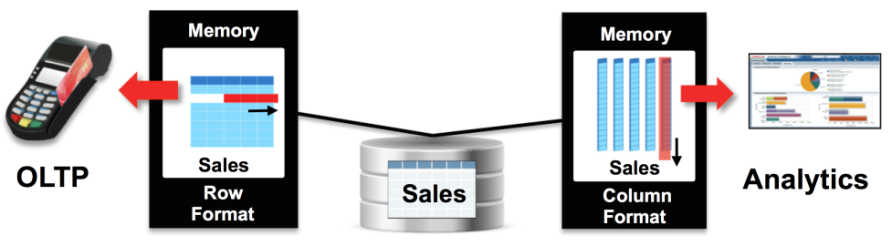 Memory
Sales
Row
Format
OLTP
Sales
Memory
Sales
Column
Format
Analytics